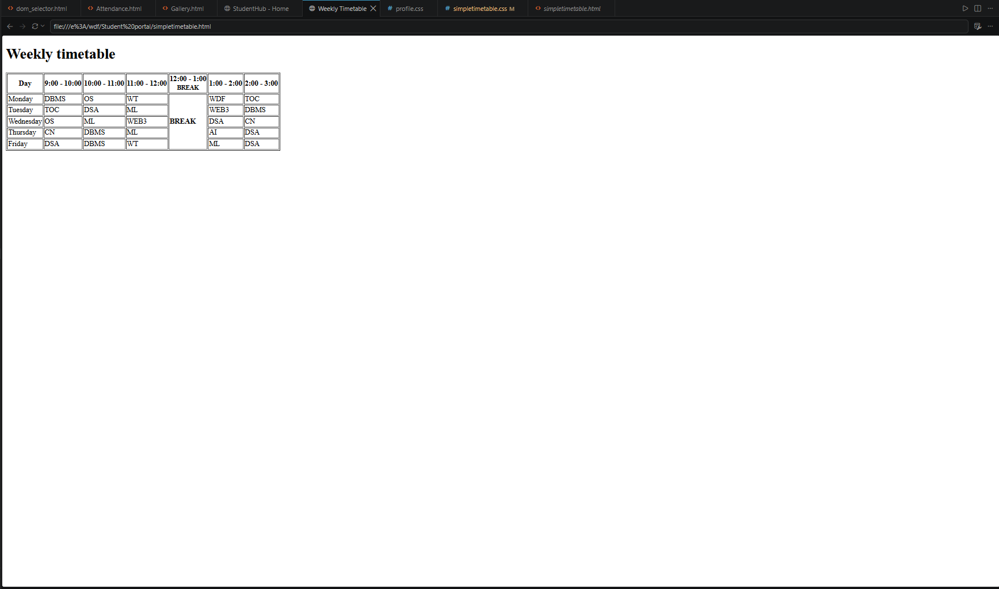 dom_selector.html Attendance.html Gallery.html StudentHub - Home Weekly Timetable # profile.css # simpletimetable.css M simpletimetable.html
file:///e%3A/wdf/Student%20portal/simpletimetable.html
Weekly timetable
Day 9:00 - 10:00 10:00 - 11:00 11:00 - 12:00 12:00 - 1:00 BREAK 1:00 - 2:00 2:00 - 3:00
Monday DBMS OS WT WDF TOC
Tuesday TOC DSA ML WEB3 DBMS
Wednesday OS ML WEB3 BREAK DSA CN
Thursday CN DBMS ML AI DSA
Friday DSA DBMS WT ML DSA